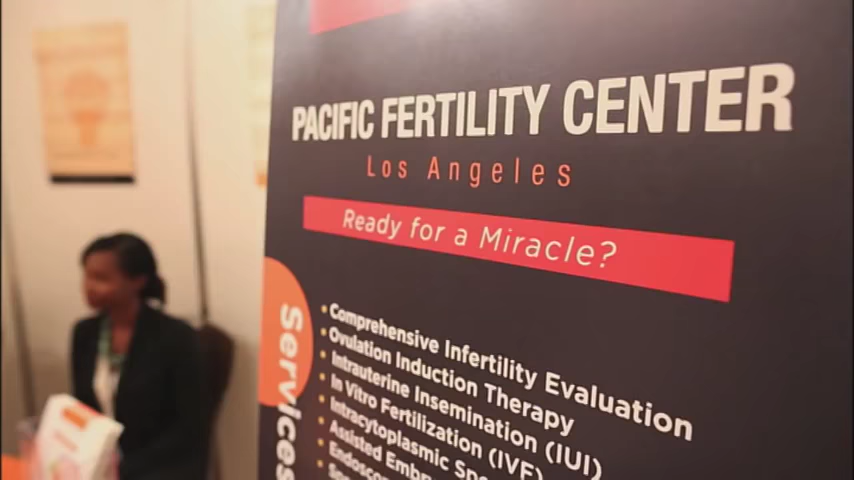 PACIFIC FERTILITY CENTER
Los Angeles
Ready for a Miracle?
Services
• Comprehensive Infertility Evaluation
• Ovulation Induction Therapy
• Intrauterine Insemination (IUI)
• In Vitro Fertilization (IVF)
• Intracytoplasmic
• Assisted